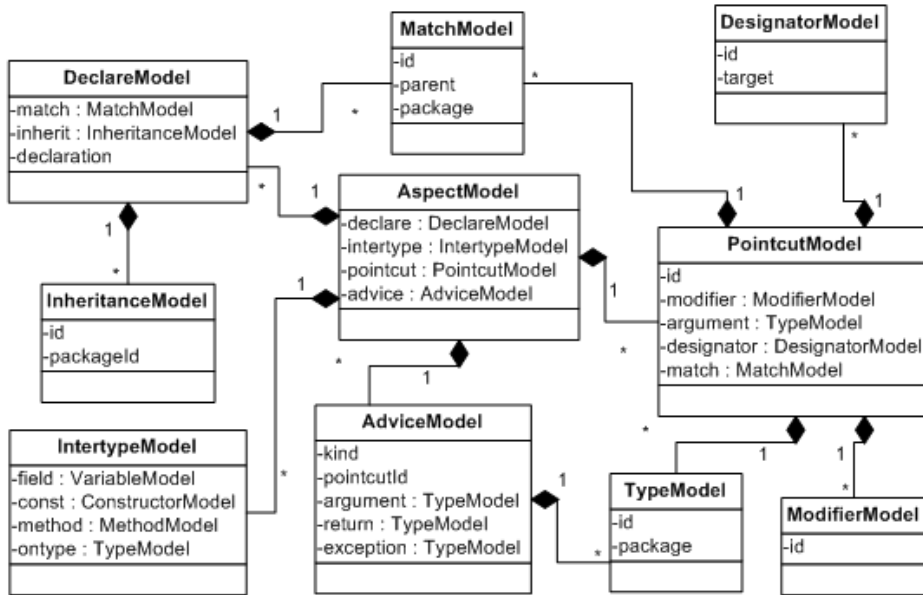 MatchModel
-id
-parent
-package
DesignatorModel
-id
-target
DeclareModel
-match : MatchModel
-inherit : InheritanceModel
-declaration
1
*
*
*
1
1
*
1
*
1
AspectModel
-declare : DeclareModel
-intertype : IntertypeModel
-pointcut : PointcutModel
-advice : AdviceModel
PointcutModel
-id
-modifier : ModifierModel
-argument : TypeModel
-designator : DesignatorModel
-match : MatchModel
InheritanceModel
-id
-packageId
1
1
*
*
1
*
IntertypeModel
-field : VariableModel
-const : ConstructorModel
-method : MethodModel
-ontype : TypeModel
*
AdviceModel
-kind
-pointcutId
-argument : TypeModel
-return : TypeModel
-exception : TypeModel
1
*
*
1
1
*
TypeModel
-id
-package
ModifierModel
-id